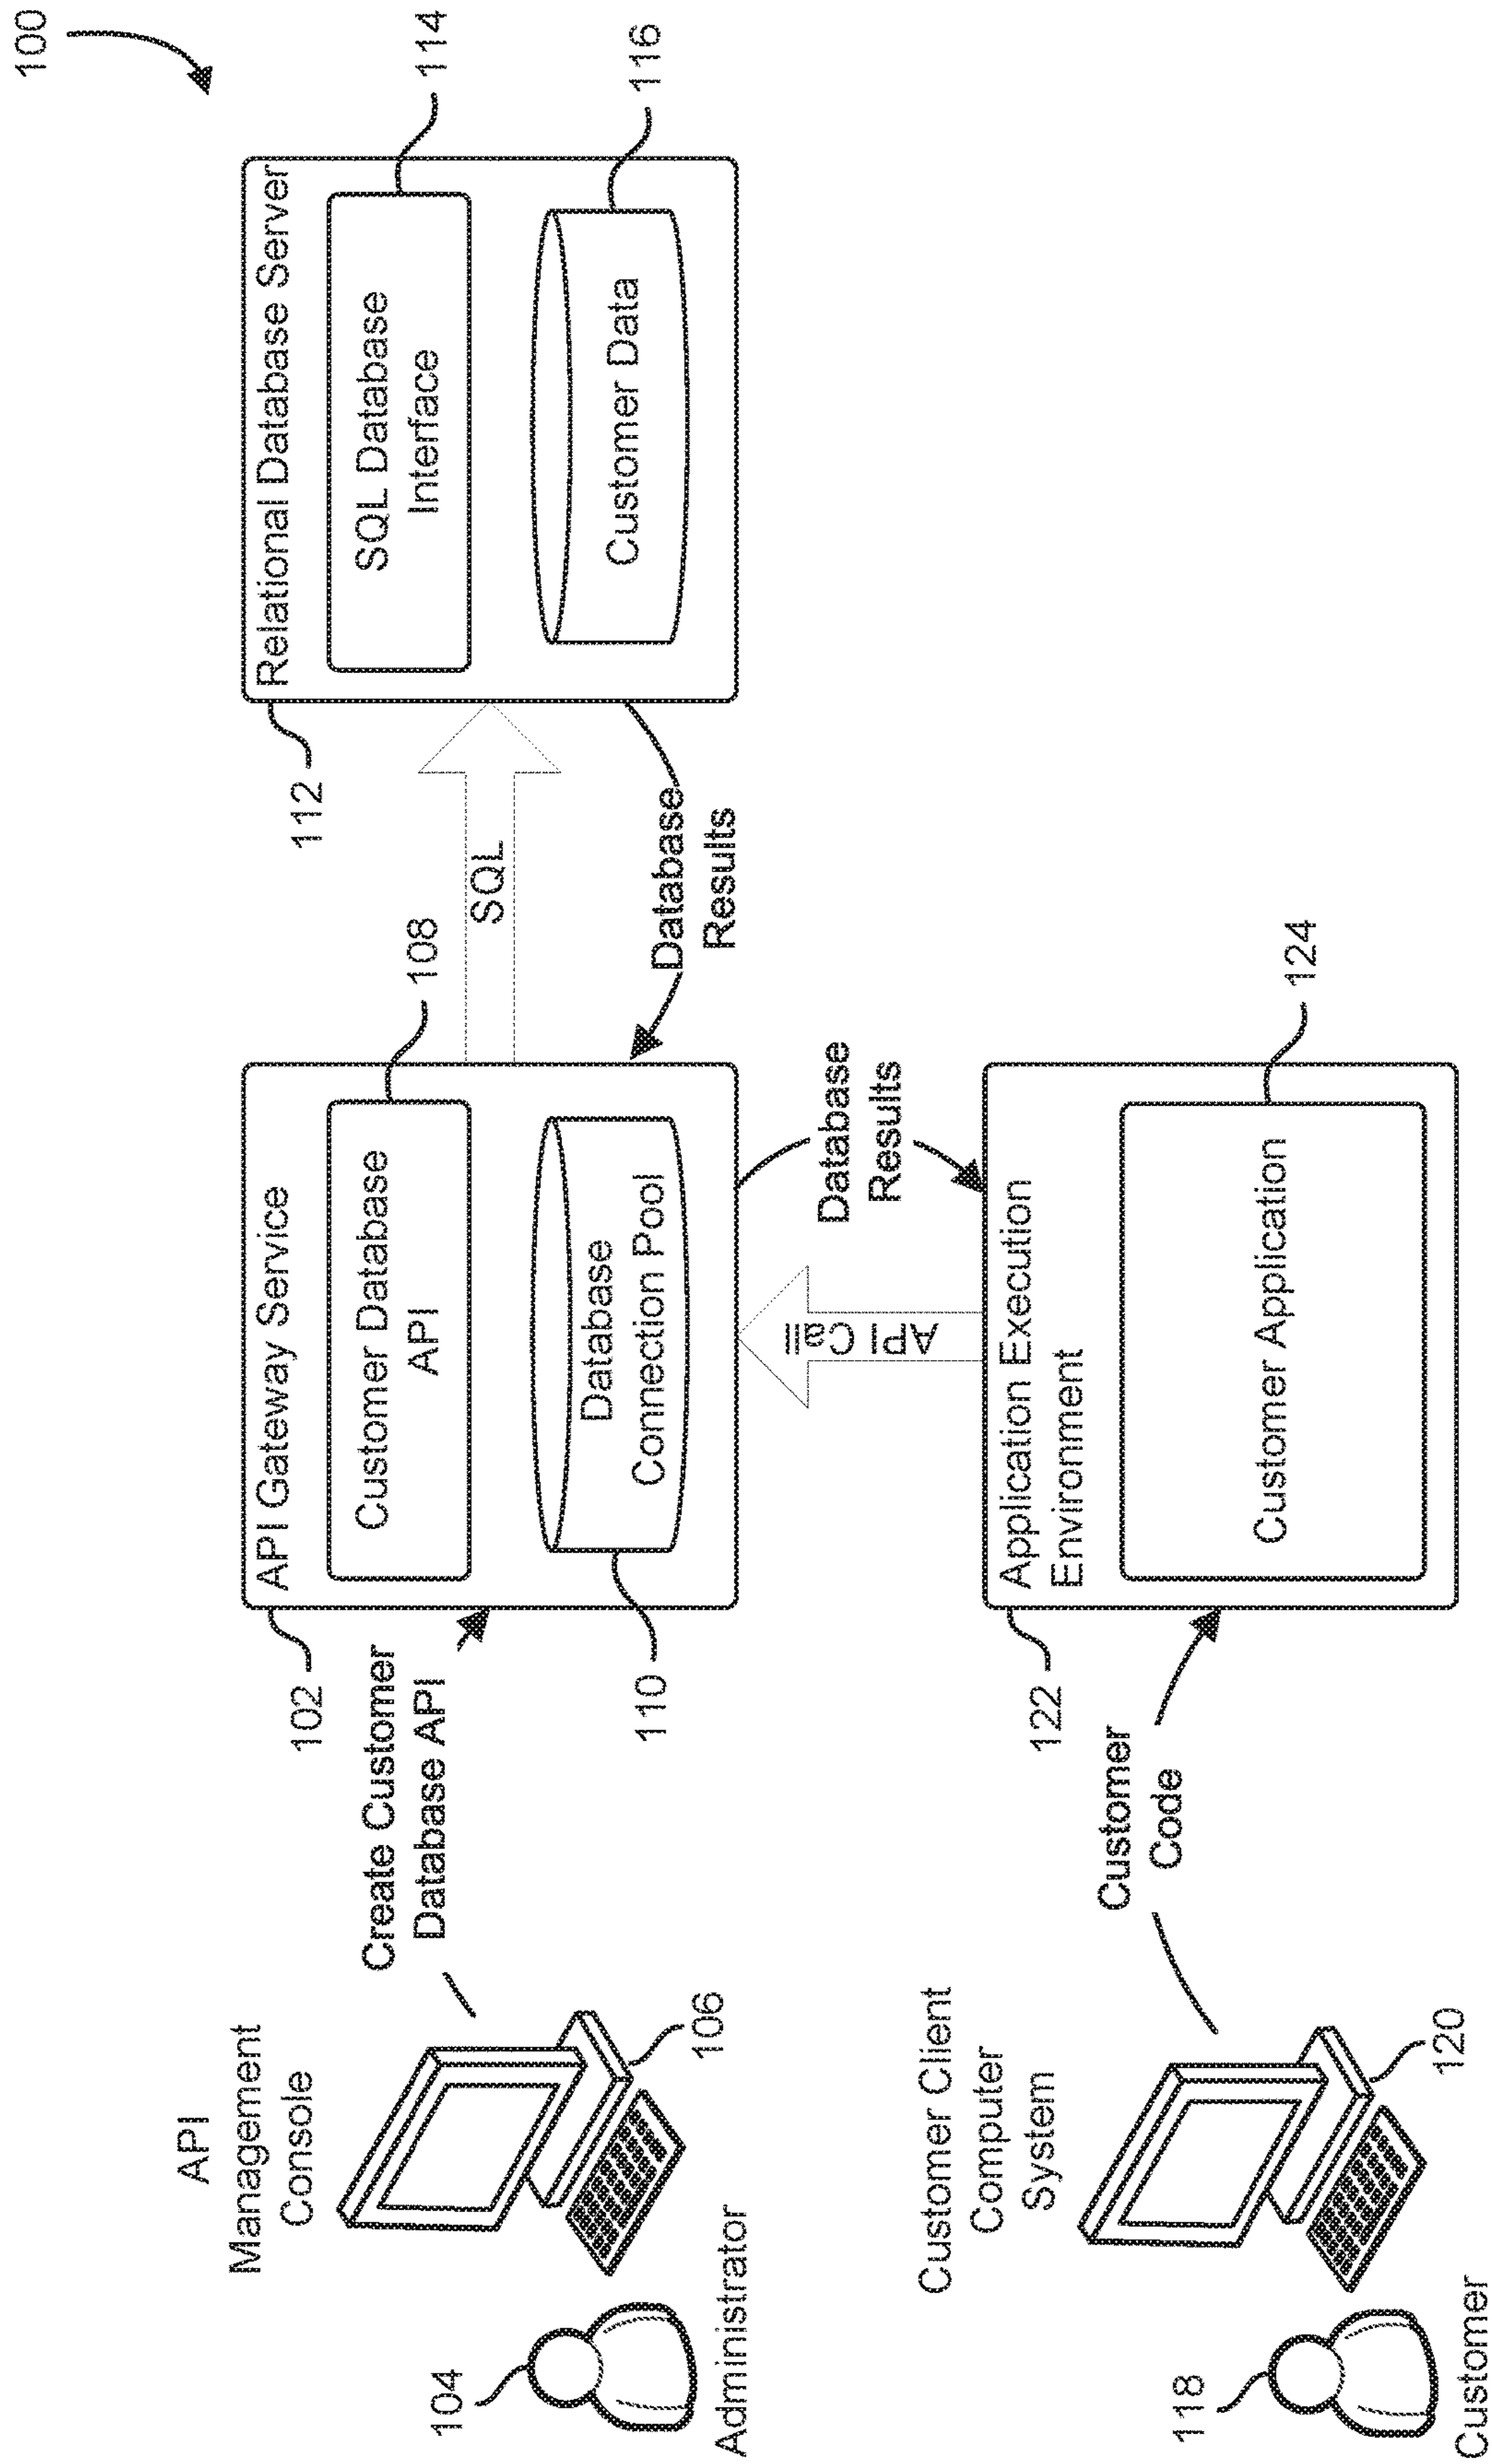 100
API
Management
Console
Create Customer
Database API
106
104
Administrator
102
API Gateway Service
Customer Database
API
108
Database
Connection Pool
110
SQL
Database
Results
112
Relational Database Server
SQL Database
Interface
114
Customer Data
116
API Call
Database
Results
Customer Client
Computer
System
120
118
Customer
Customer
Code
122
Application Execution
Environment
Customer Application
124